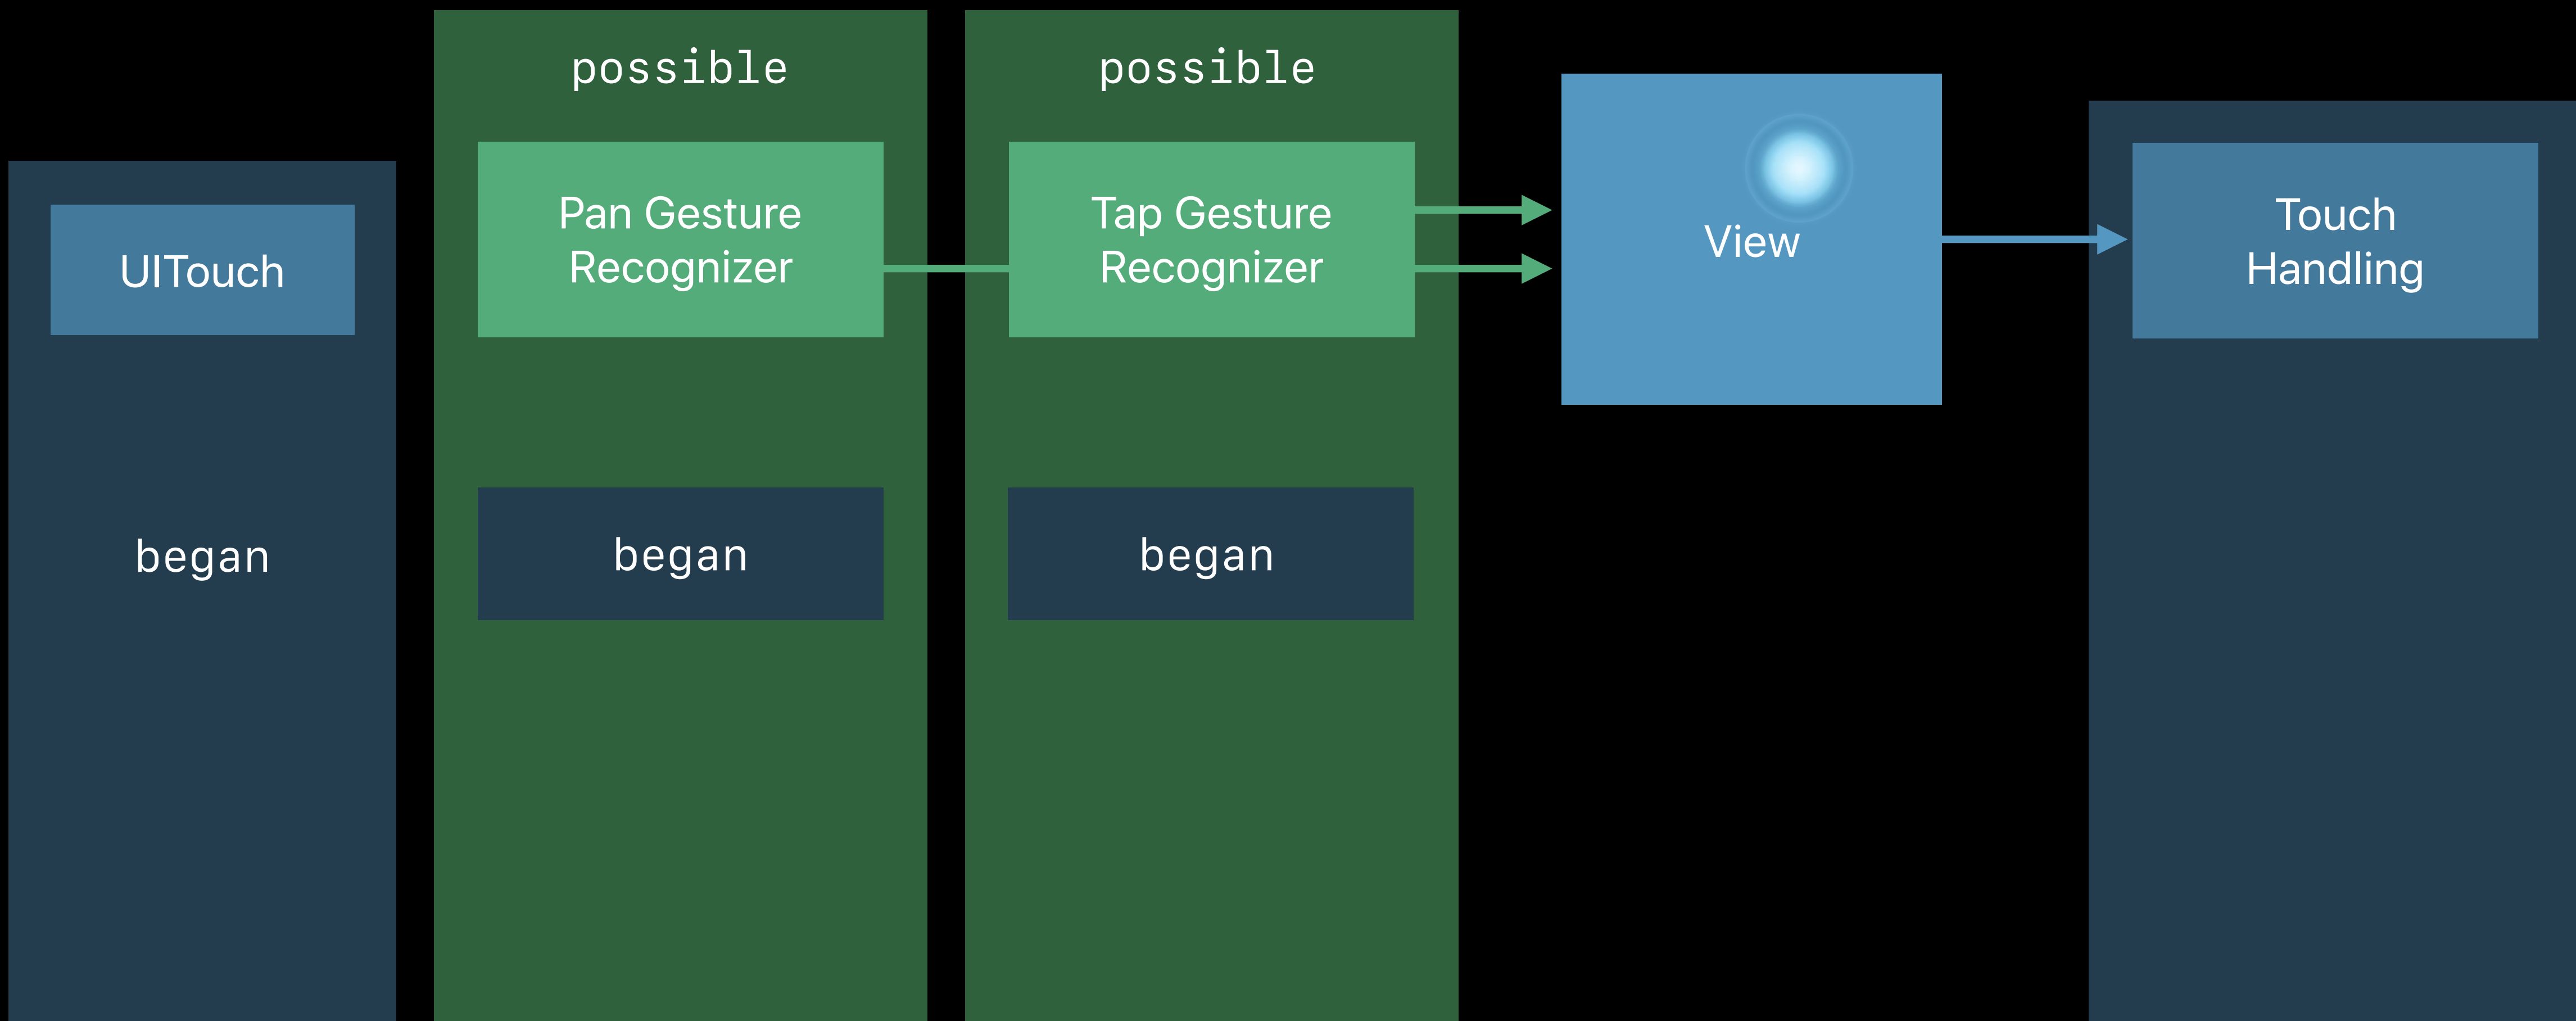 possible
possible
UITouch
Pan Gesture
Recognizer
Tap Gesture
Recognizer
View
Touch
Handling
began
began
began